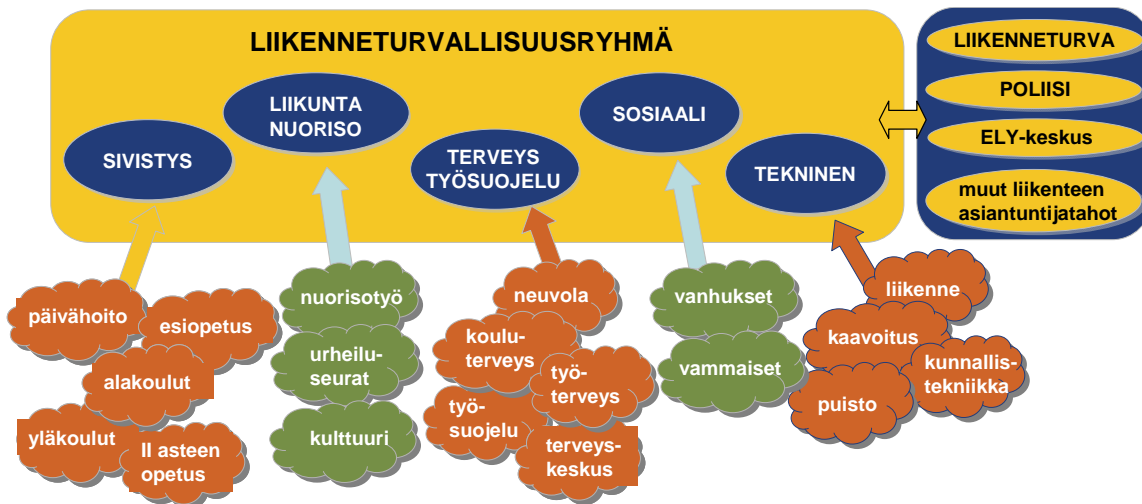 LIIKENNETURVALLISUUSRYHMÄ
SIVISTYS
LIIKUNTA
NUORISO
TERVEYS
TYÖSUOJELU
SOSIAALI
TEKNINEN
LIIKENNETURVA
POLIISI
ELY-keskus
muut liikenteen
asiantuntijatahot
päivähoito
esiopetus
alakoulut
yläkoulut
II asteen
opetus
nuorisotyö
urheilu-
seurat
kulttuuri
neuvola
koulu-
terveys
työ-
terveys
työ-
suojelu
terveys-
keskus
vanhukset
vammaiset
liikenne
kaavoitus
kunnallis-
tekniikka
puisto